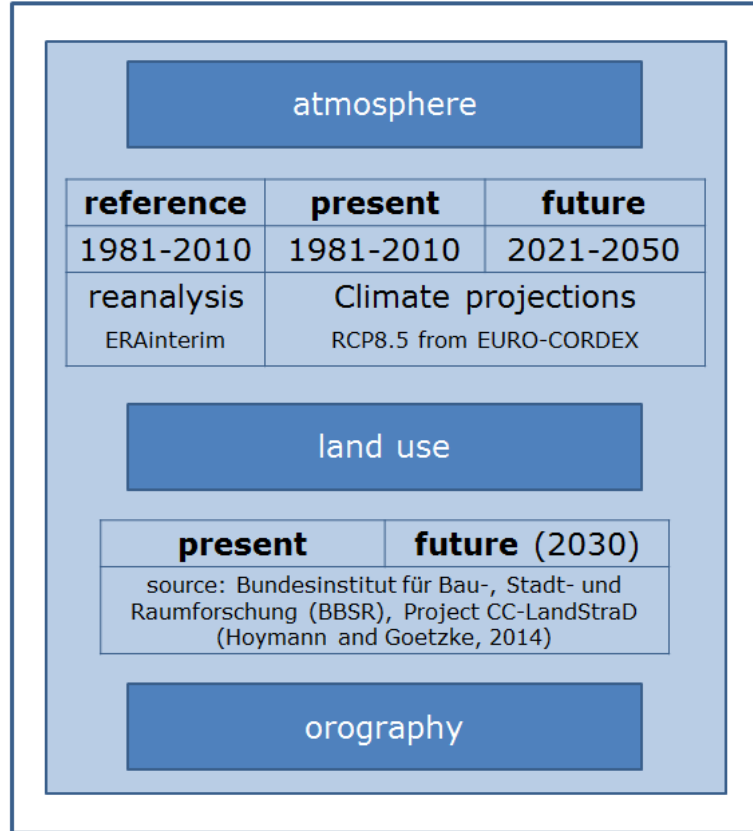 atmosphere
reference present future
1981-2010 1981-2010 2021-2050
reanalysis Climate projections
ERAinterim RCP8.5 from EURO-CORDEX
land use
present future (2030)
source: Bundesinstitut für Bau-, Stadt- und
Raumforschung (BBSR), Project CC-LandStraD
(Hoymann and Goetzke, 2014)
orography